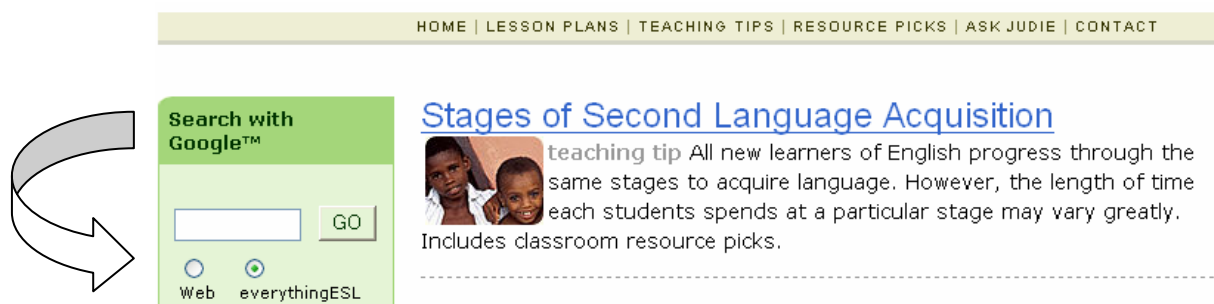 HOME | LESSON PLANS | TEACHING TIPS | RESOURCE PICKS | ASK JUDIE | CONTACT
Search with
Google™
GO
Web everythingESL
Stages of Second Language Acquisition
teaching tip All new learners of English progress through the
same stages to acquire language. However, the length of time
each students spends at a particular stage may vary greatly.
Includes classroom resource picks.